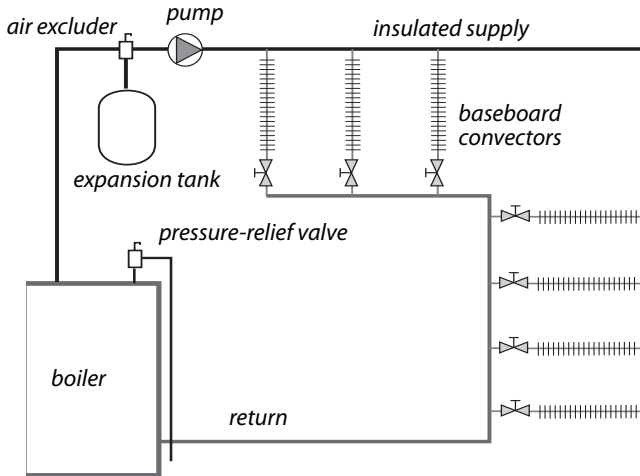 pump
air excluder
insulated supply
baseboard
convectors
expansion tank
pressure-relief valve
boiler
return